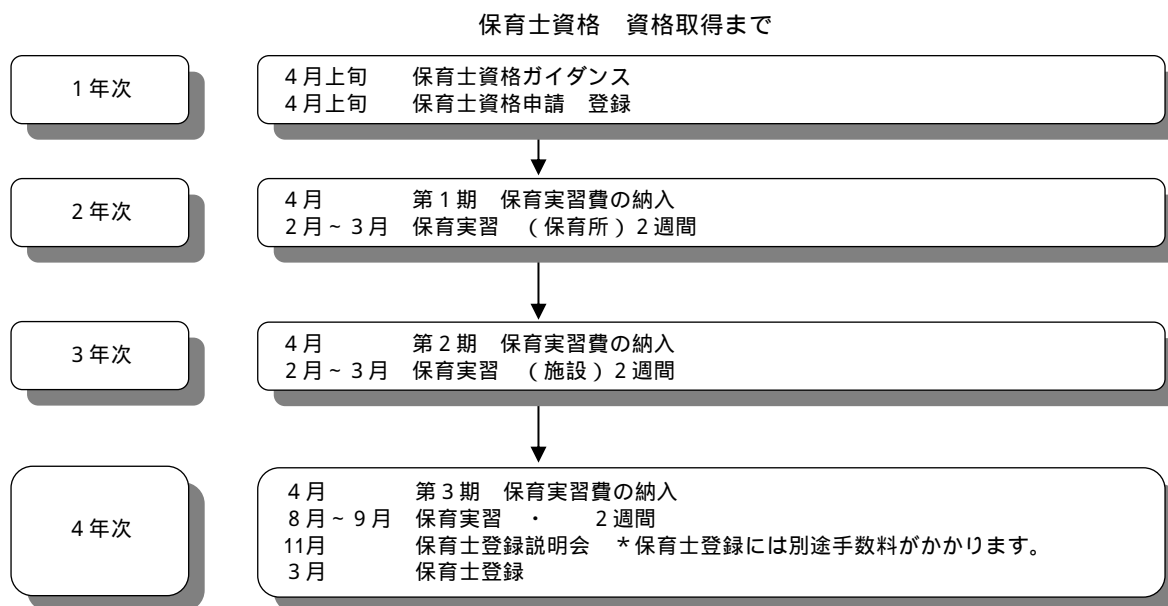 保育士資格　資格取得まで
1年次
4月上旬　保育士資格ガイダンス
4月上旬　保育士資格申請　登録
2年次
4月　第1期　保育実習費の納入
2月~3月　保育実習　(保育所)2週間
3年次
4月　第2期　保育実習費の納入
2月~3月　保育実習　(施設)2週間
4年次
4月　第3期　保育実習費の納入
8月~9月　保育実習　・　2週間
11月　保育士登録説明会　*保育士登録には別途手数料がかかります。
3月　保育士登録